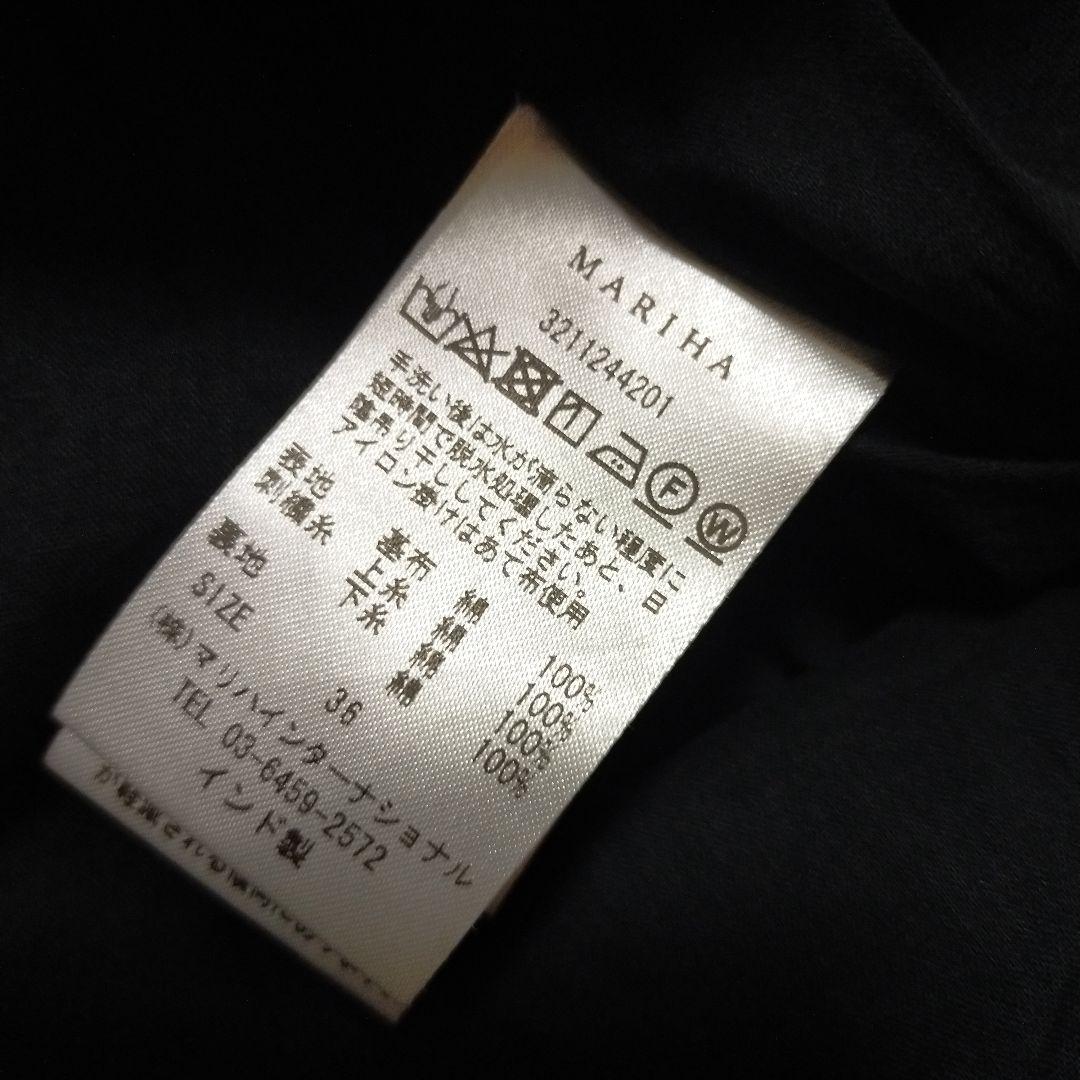 MARIHA
3211244201
F W
手洗い後は水が滴らない程度に
短時間で脱水処理したあと、日
陰吊り干ししてください。
アイロン掛けはあて布使用
表地 基布 綿 100%
刺繍糸 上糸 綿 100%
下糸 綿 100%
裏地 綿 100%
SIZE 36
(株)マリハインターナショナル
TEL 03-6459-2572
インド製